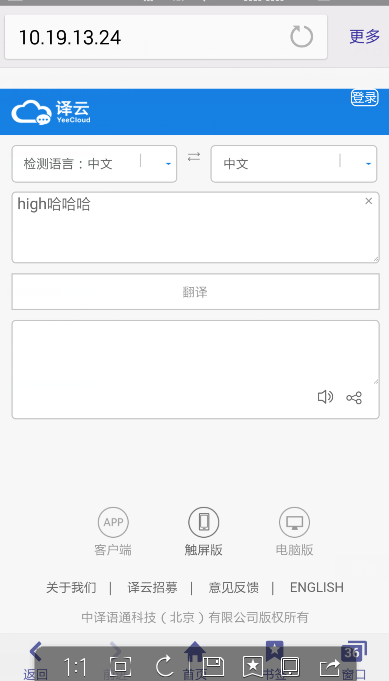 10.19.13.24 更多
登录
译云
YeeCloud
检测语言：中文 中文
high哈哈哈
翻译
APP
客户端 触屏版 电脑版
关于我们 | 译云招募 | 意见反馈 | ENGLISH
中译语通科技（北京）有限公司版权所有
36
返回 首页 书签 窗口
1:1